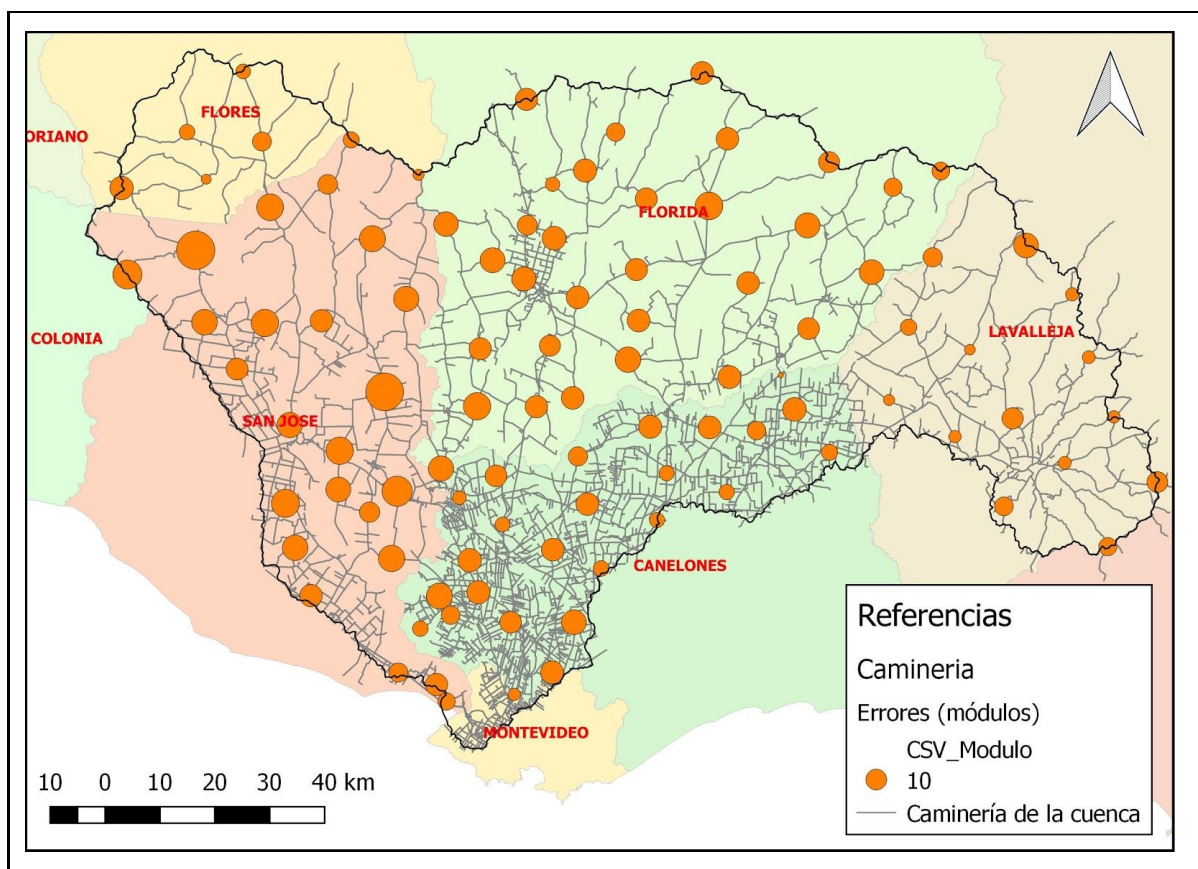 FLORES
ORIANO
FLORIDA
COLONIA
LAVALLEJA
SAN JOSE
CANELONES
MONTEVIDEO
10 0 10 20 30 40 km
Referencias
Camineria
Errores (módulos)
CSV_Modulo
10
Caminería de la cuenca